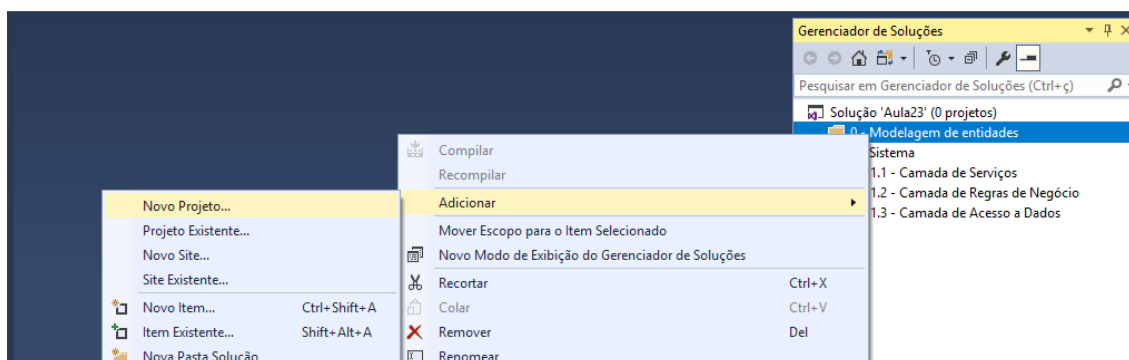 Gerenciador de Soluções
Pesquisar em Gerenciador de Soluções (Ctrl+ç)
Solução 'Aula23' (0 projetos)
0 - Modelagem de entidades
Sistema
1.1 - Camada de Serviços
1.2 - Camada de Regras de Negócio
1.3 - Camada de Acesso a Dados
Compilar
Recompilar
Adicionar
Mover Escopo para o Item Selecionado
Novo Modo de Exibição do Gerenciador de Soluções
Recortar Ctrl+X
Colar Ctrl+V
Remover Del
Renomear
Novo Projeto...
Projeto Existente...
Novo Site...
Site Existente...
Novo Item... Ctrl+Shift+A
Item Existente... Shift+Alt+A
Nova Pasta Solução